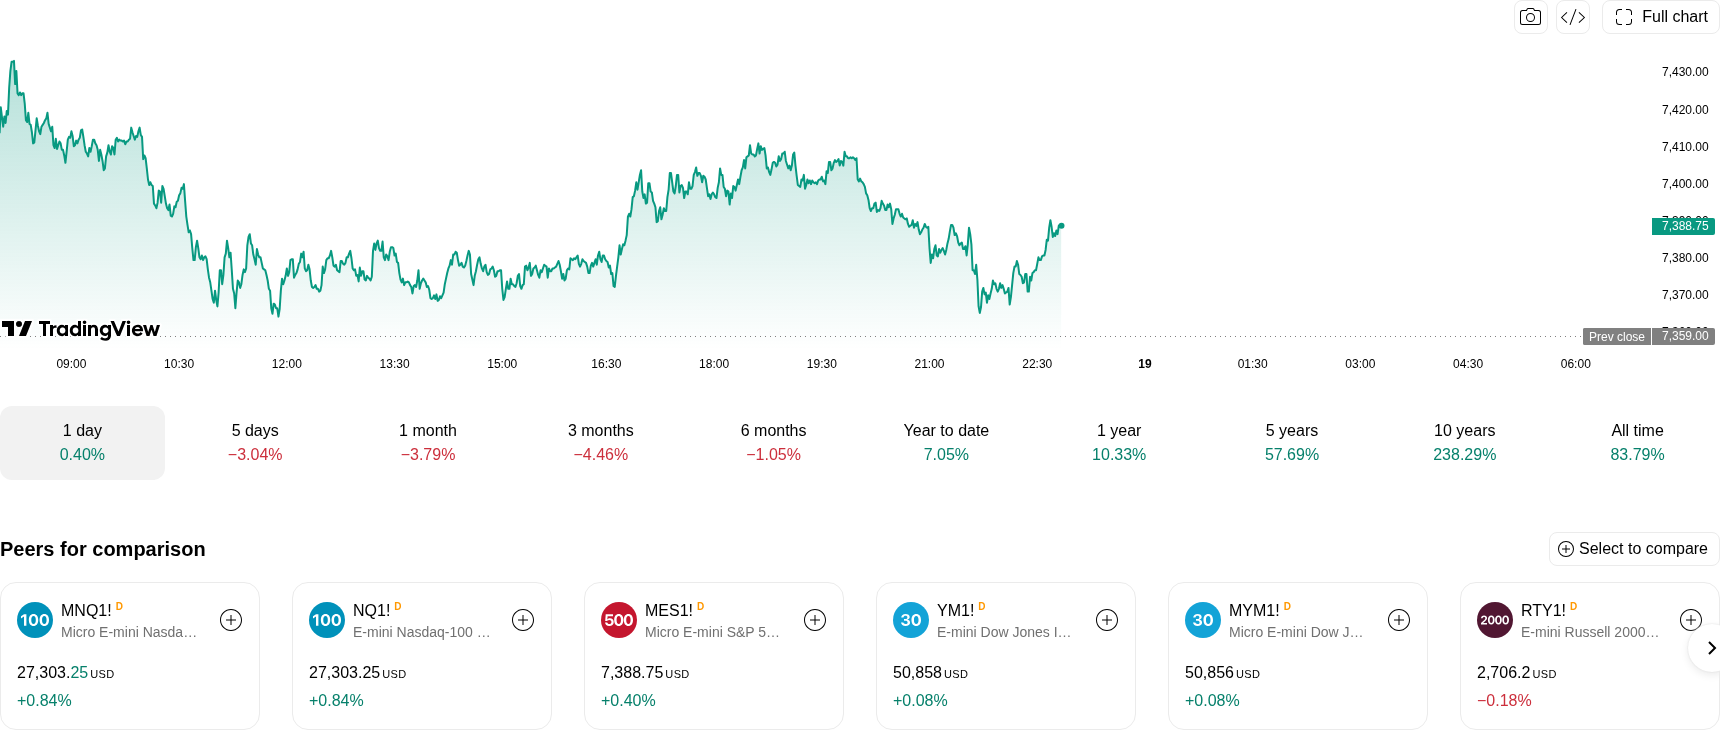 Full chart
7,430.00
7,420.00
7,410.00
7,400.00
7,388.75
7,380.00
7,370.00
TradingView
Prev close 7,359.00
09:00 10:30 12:00 13:30 15:00 16:30 18:00 19:30 21:00 22:30 19 01:30 03:00 04:30 06:00
1 day 5 days 1 month 3 months 6 months Year to date 1 year 5 years 10 years All time
0.40% −3.04% −3.79% −4.46% −1.05% 7.05% 10.33% 57.69% 238.29% 83.79%
Peers for comparison
Select to compare
100 MNQ1! D
Micro E-mini Nasda…
27,303.25 USD
+0.84%
100 NQ1! D
E-mini Nasdaq-100 …
27,303.25 USD
+0.84%
500 MES1! D
Micro E-mini S&P 5…
7,388.75 USD
+0.40%
30 YM1! D
E-mini Dow Jones I…
50,858 USD
+0.08%
30 MYM1! D
Micro E-mini Dow J…
50,856 USD
+0.08%
2000 RTY1! D
E-mini Russell 2000…
2,706.2 USD
−0.18%